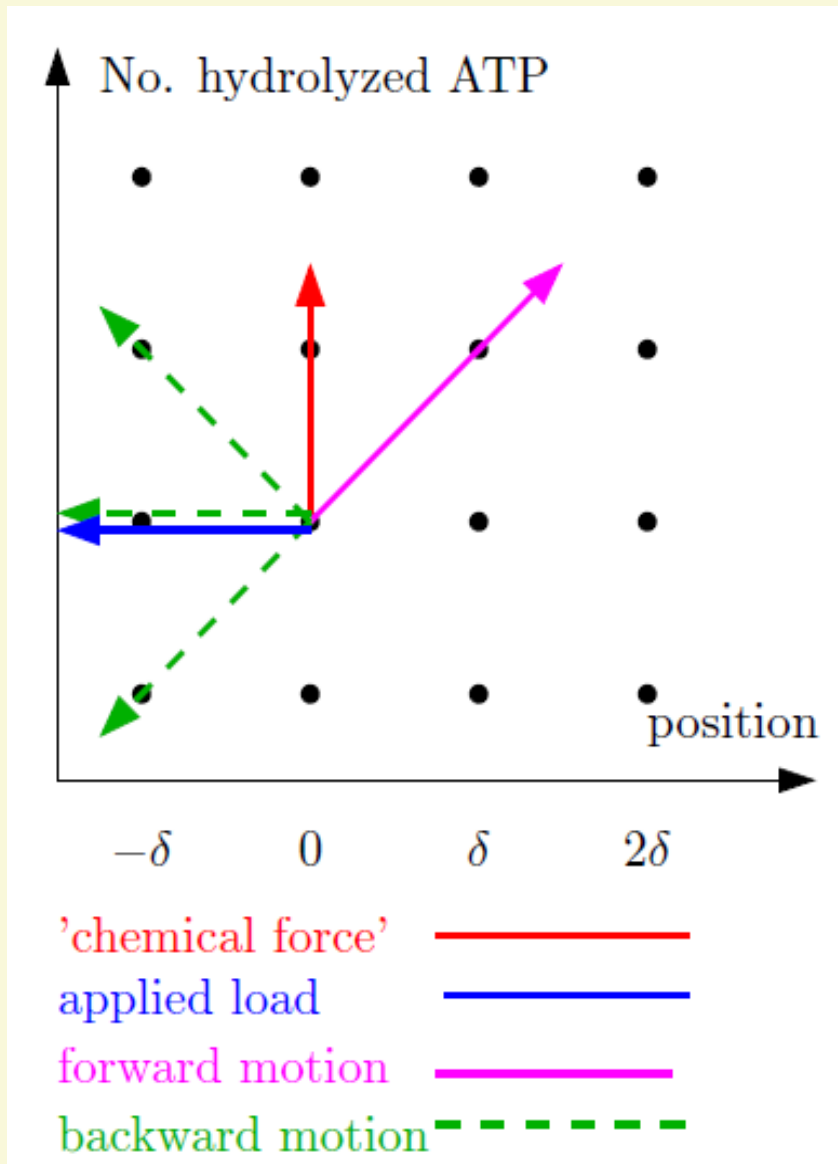 No. hydrolyzed ATP
position
−δ 0 δ 2δ
'chemical force'
applied load
forward motion
backward motion